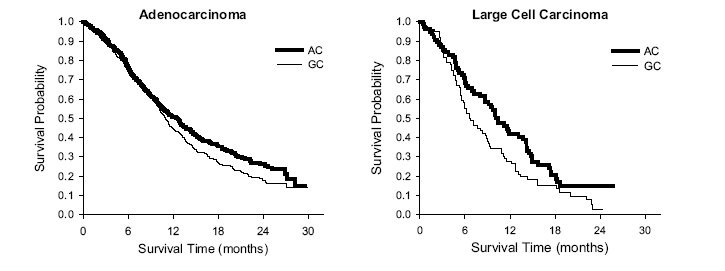 Adenocarcinoma
Survival Probability
1.0
0.9
0.8
0.7
0.6
0.5
0.4
0.3
0.2
0.1
0.0
AC
GC
0 6 12 18 24 30
Survival Time (months)
Large Cell Carcinoma
Survival Probability
1.0
0.9
0.8
0.7
0.6
0.5
0.4
0.3
0.2
0.1
0.0
AC
GC
0 6 12 18 24 30
Survival Time (months)